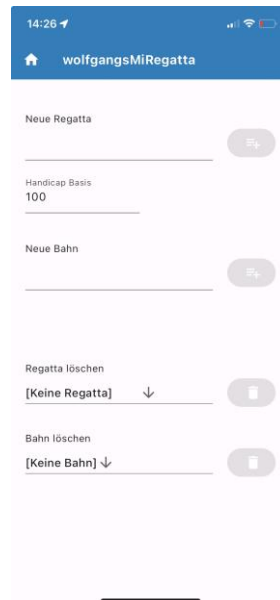 14:26
wolfgangsMiRegatta
Neue Regatta
Handicap Basis
100
Neue Bahn
Regatta löschen
[Keine Regatta]
Bahn löschen
[Keine Bahn]